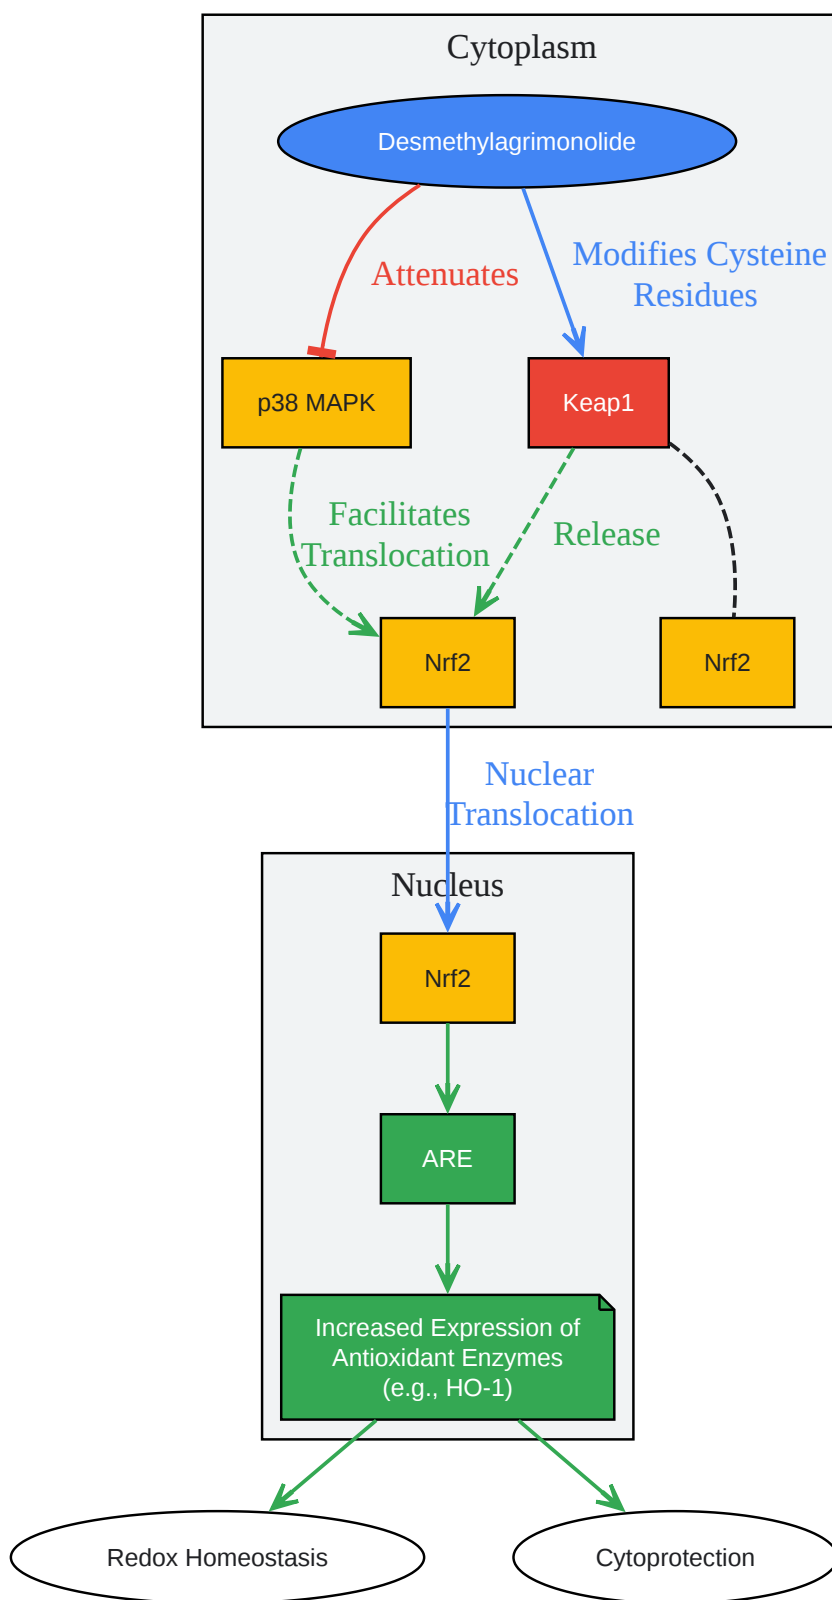 Cytoplasm
Desmethylagrimonolide
Attenuates
Modifies Cysteine
Residues
p38 MAPK
Keap1
Facilitates
Translocation
Release
Nrf2
Nrf2
Nuclear
Translocation
Nucleus
Nrf2
ARE
Increased Expression of
Antioxidant Enzymes
(e.g., HO-1)
Redox Homeostasis
Cytoprotection